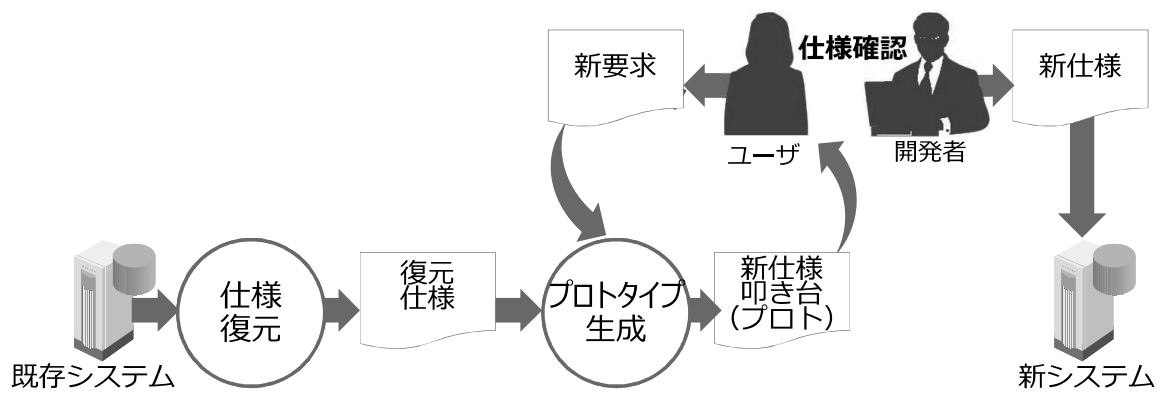 仕様確認
新要求
新仕様
ユーザ
開発者
仕様
復元
復元
仕様
プロトタイプ
生成
新仕様
叩き台
(プロト)
既存システム
新システム